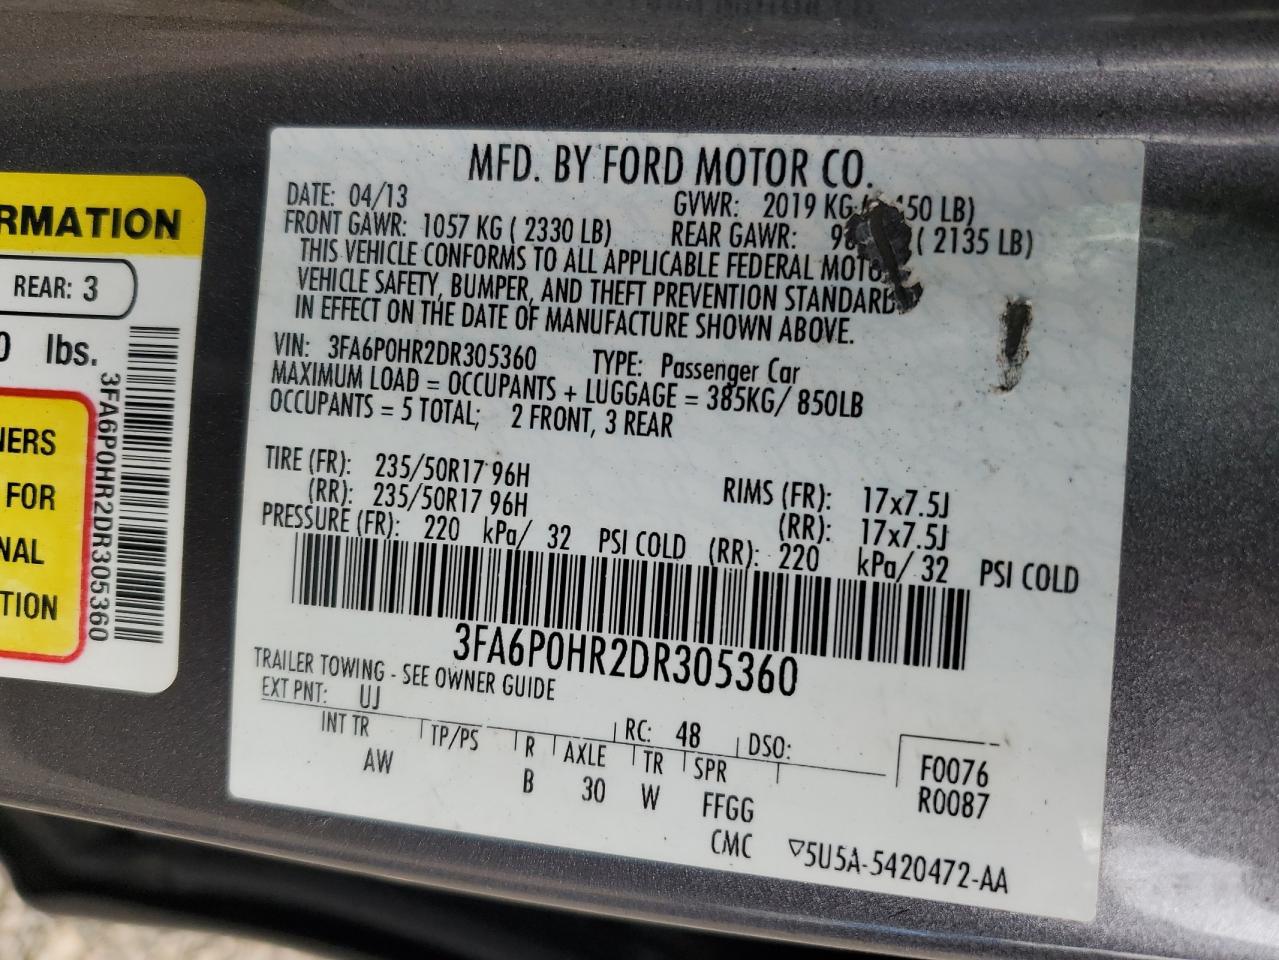 RMATION
REAR: 3
0 lbs.
NERS
FOR
NAL
TION
3FA6P0HR2DR305360
MFD. BY FORD MOTOR CO.
DATE: 04/13 GVWR: 2019 KG 450 LB)
FRONT GAWR: 1057 KG ( 2330 LB) REAR GAWR: ( 2135 LB)
THIS VEHICLE CONFORMS TO ALL APPLICABLE FEDERAL MOTO
VEHICLE SAFETY, BUMPER, AND THEFT PREVENTION STANDARD
IN EFFECT ON THE DATE OF MANUFACTURE SHOWN ABOVE.
VIN: 3FA6P0HR2DR305360 TYPE: Passenger Car
MAXIMUM LOAD = OCCUPANTS + LUGGAGE = 385KG/ 850LB
OCCUPANTS = 5 TOTAL; 2 FRONT, 3 REAR
TIRE (FR): 235/50R17 96H RIMS (FR): 17x7.5J
(RR): 235/50R17 96H (RR): 17x7.5J
PRESSURE (FR): 220 kPa/ 32 PSI COLD (RR): 220 kPa/ 32 PSI COLD
3FA6P0HR2DR305360
TRAILER TOWING - SEE OWNER GUIDE
EXT PNT: UJ RC: 48 DSO:
INT TR TP/PS R AXLE TR SPR F0076
AW B 30 W FFGG R0087
CMC ▽5U5A-5420472-AA